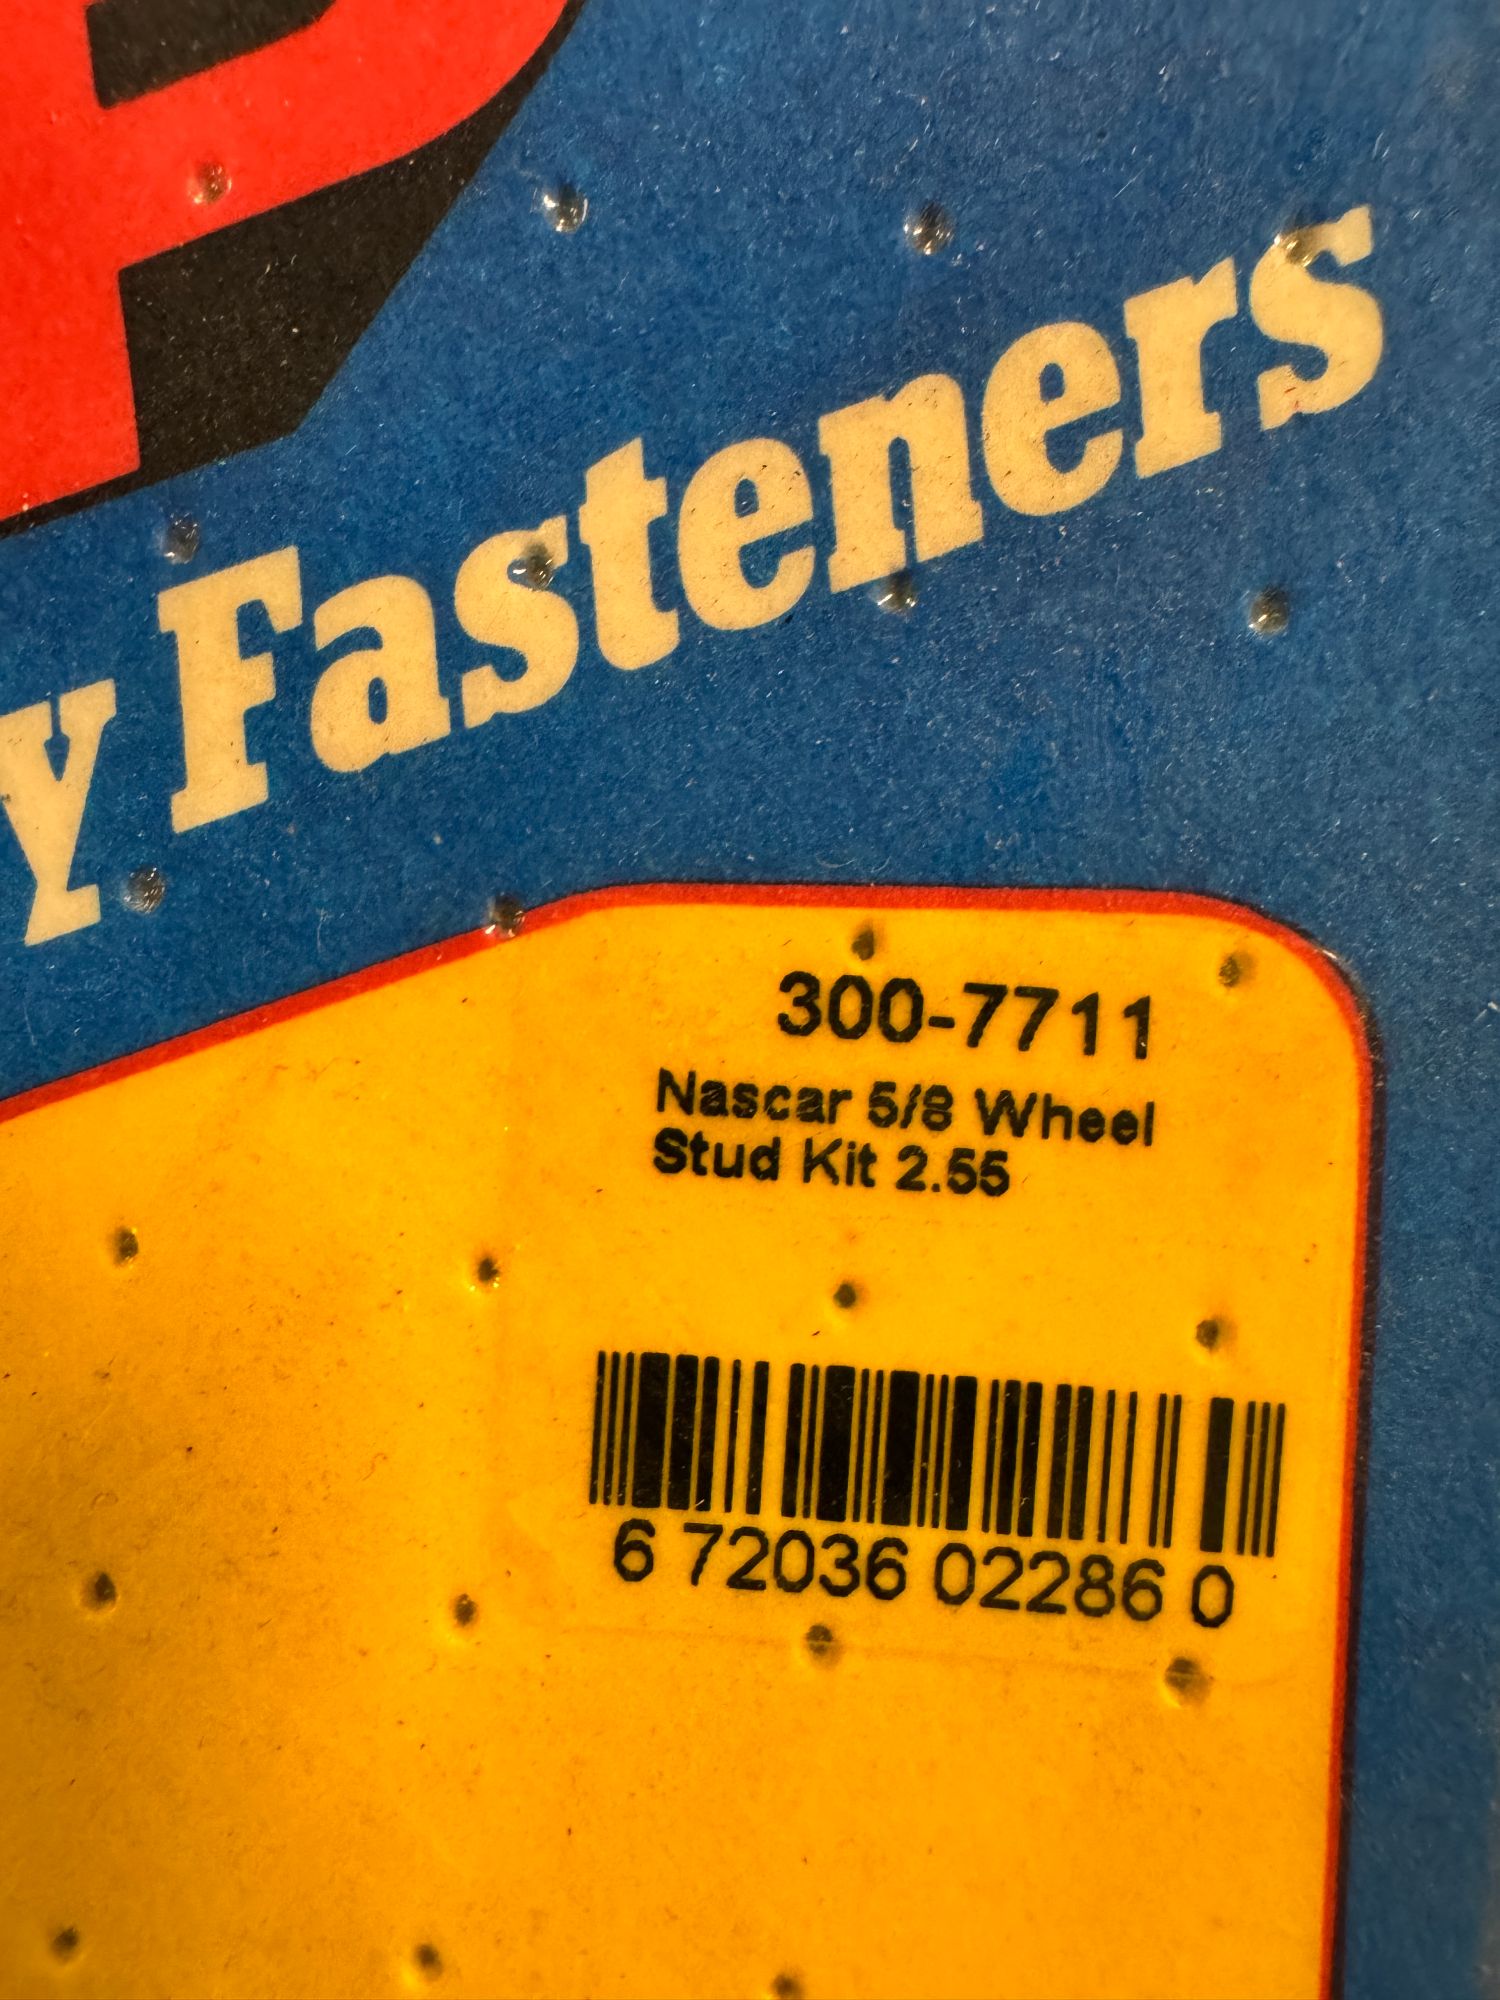 y Fasteners
300-7711
Nascar 5/8 Wheel
Stud Kit 2.55
6 72036 02286 0